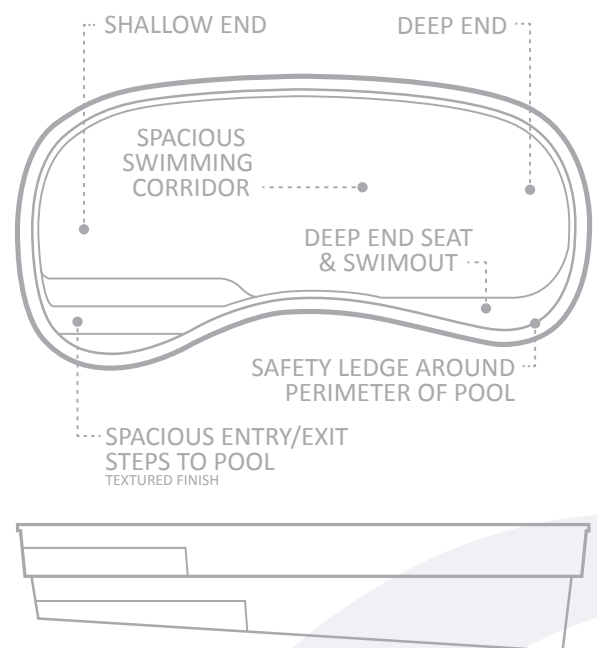 SHALLOW END
DEEP END
SPACIOUS
SWIMMING
CORRIDOR
DEEP END SEAT
& SWIMOUT
SAFETY LEDGE AROUND
PERIMETER OF POOL
SPACIOUS ENTRY/EXIT
STEPS TO POOL
TEXTURED FINISH